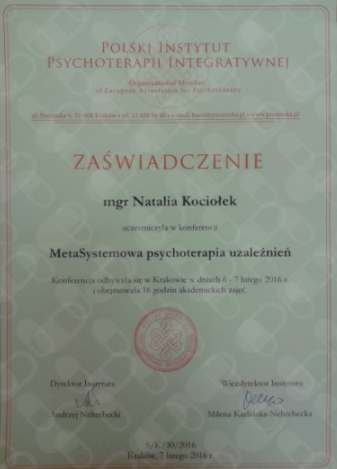 POLSKI INSTYTUT
PSYCHOTERAPII INTEGRATYWNEJ
Organizational Member
of European Association for Psychotherapy
ZAŚWIADCZENIE
mgr Natalia Kociołek
uczestniczyła w konferencji
MetaSystemowa psychoterapia uzależnień
Konferencja odbywała się w Krakowie w dniach 6 - 7 lutego 2016 r.
i obejmowała 16 godzin akademickich zajęć.
Dyrektor Instytutu
Wicedyrektor Instytutu
Andrzej Nehrebecki
Milena Karlińska-Nehrebecka
S/K/30/2016
Kraków, 7 lutego 2016 r.